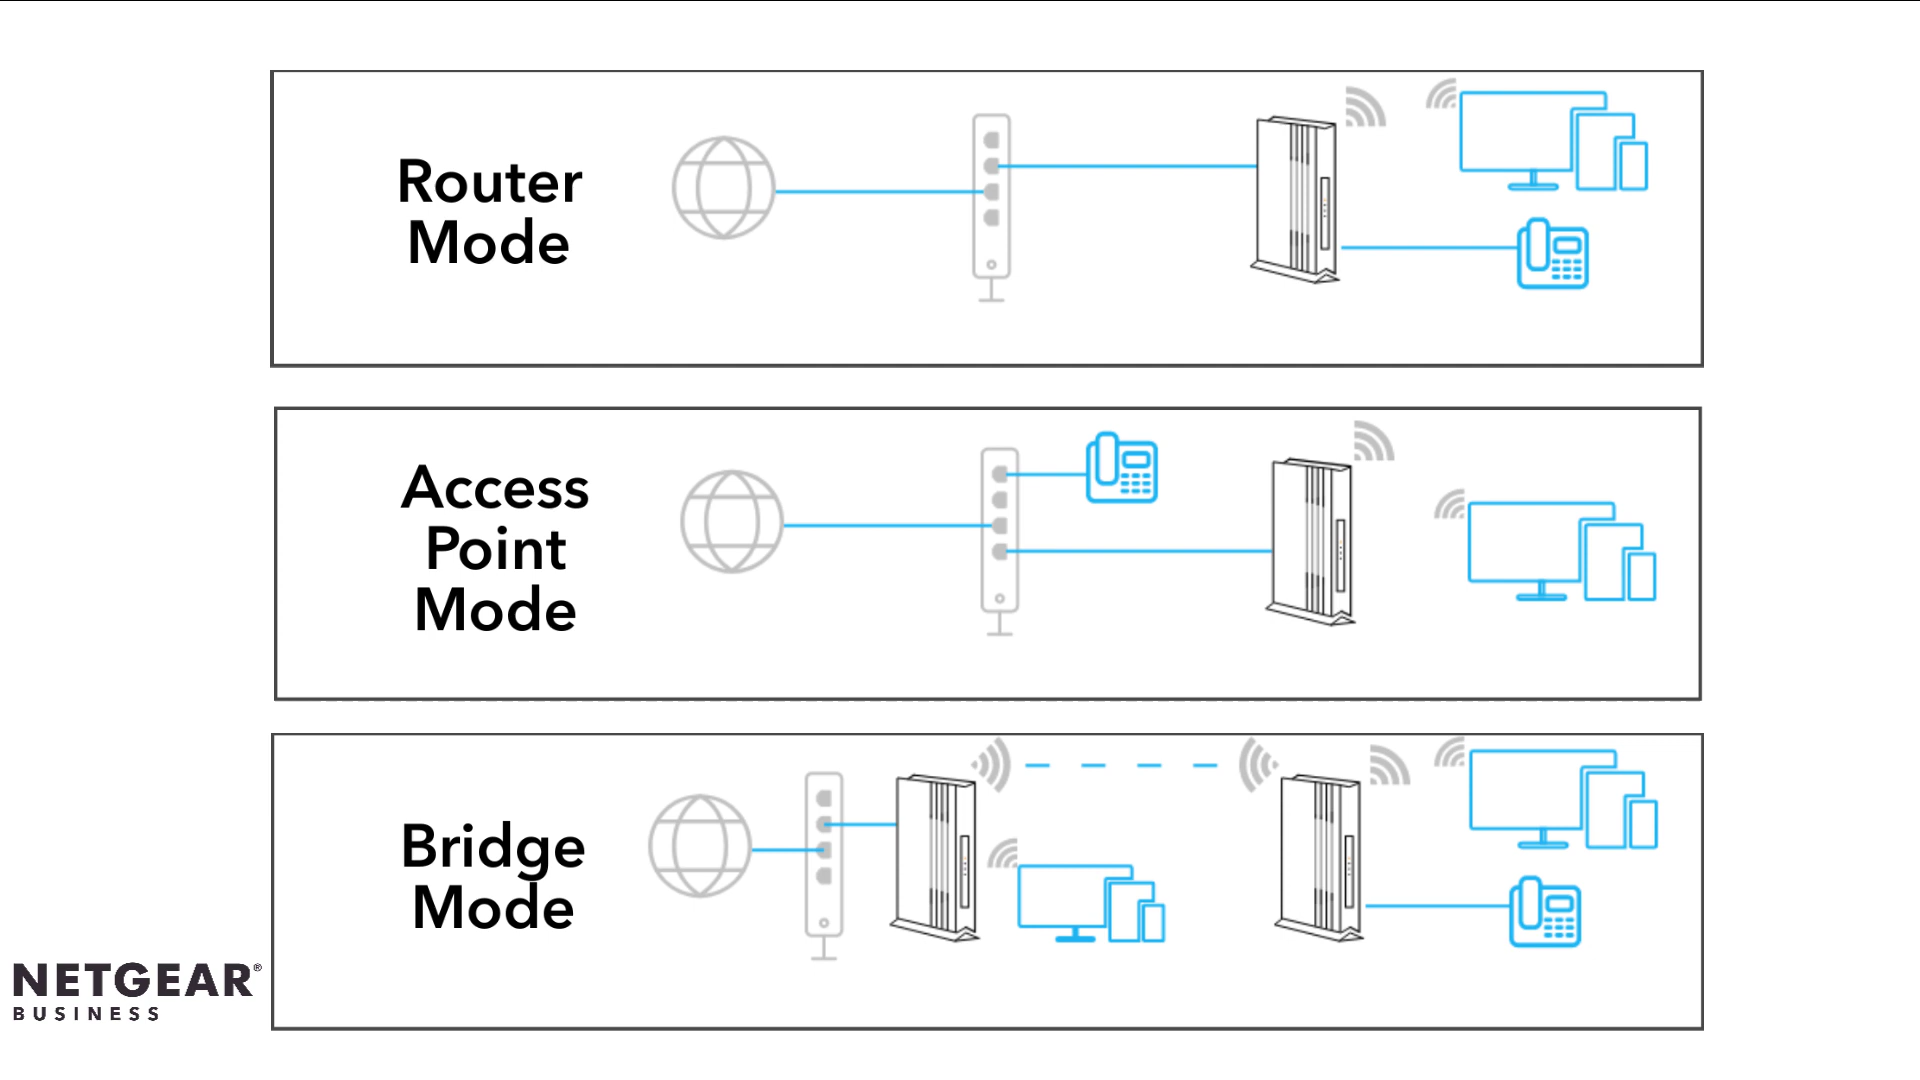 Router
Mode
Access
Point
Mode
Bridge
Mode
NETGEAR®
BUSINESS